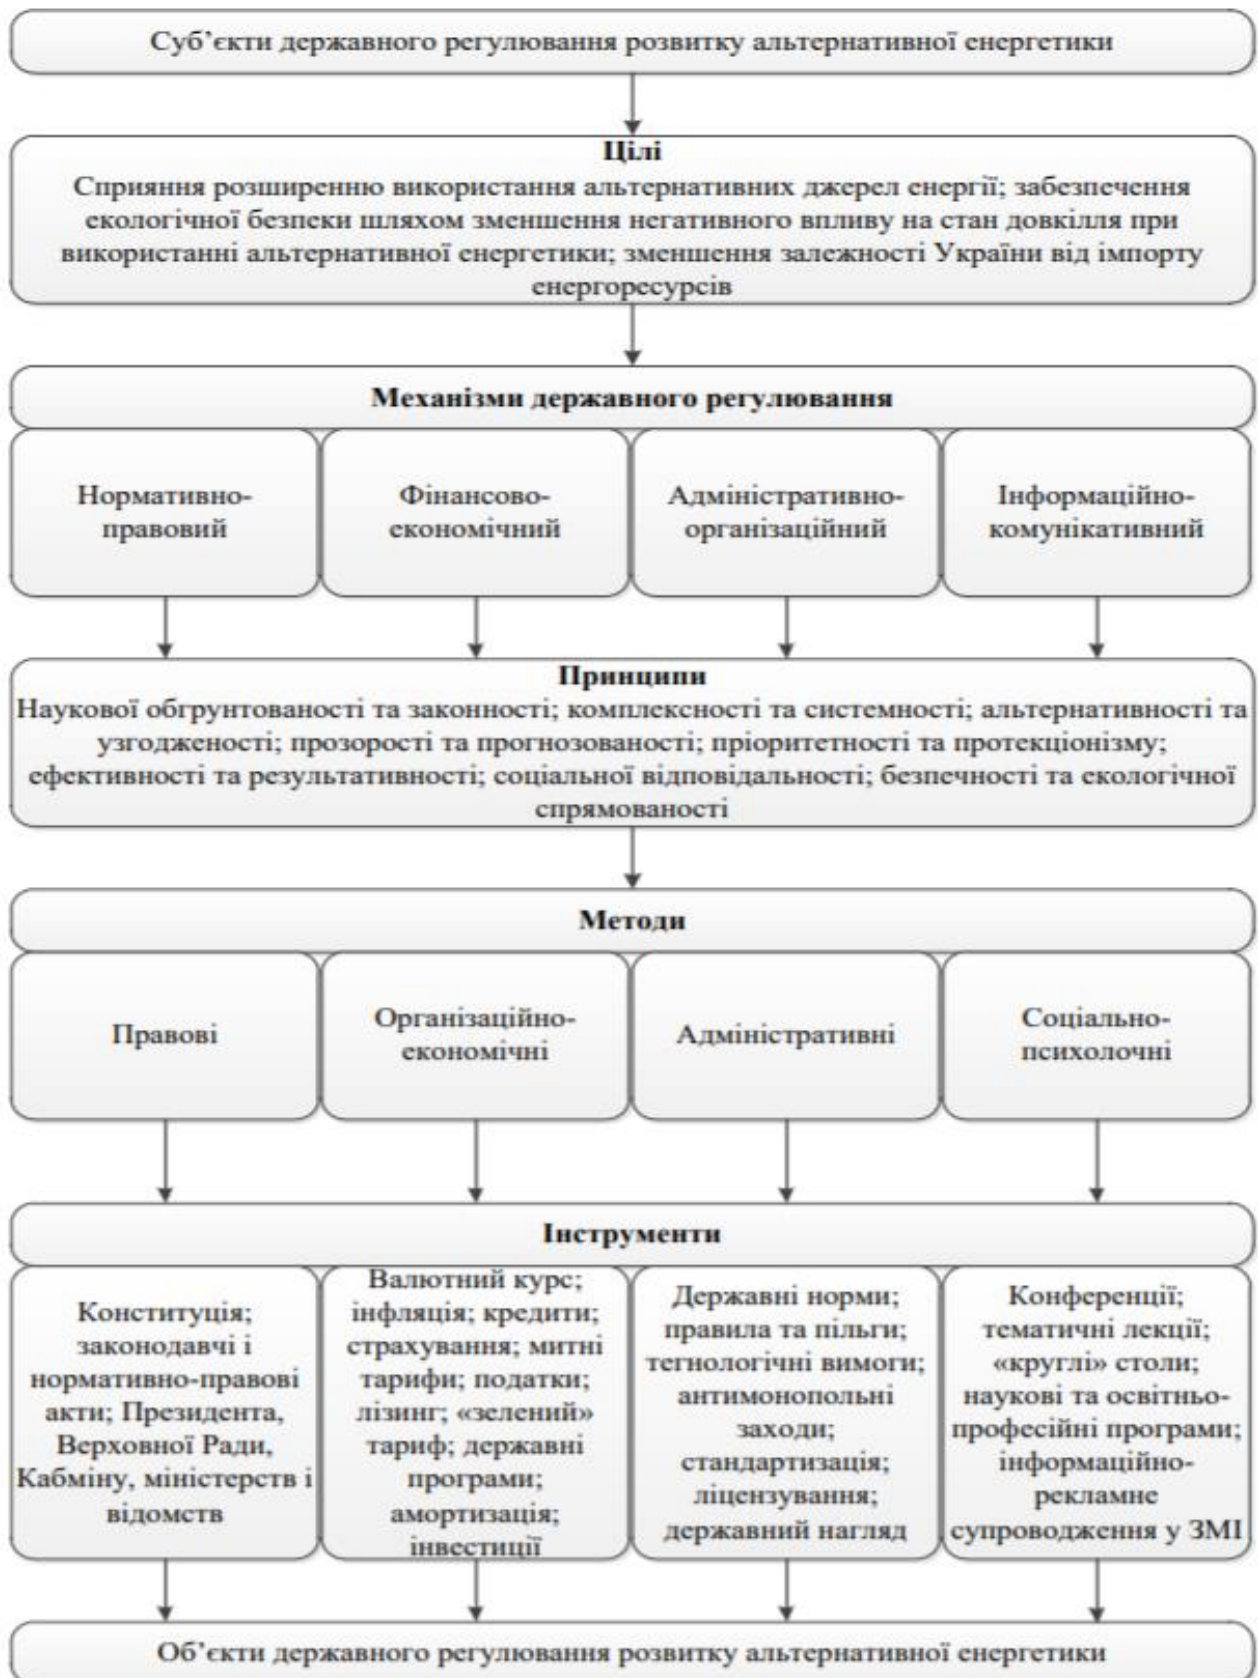 Суб’єкти державного регулювання розвитку альтернативної енергетики
Цілі
Сприяння розширенню використання альтернативних джерел енергії; забезпечення
екологічної безпеки шляхом зменшення негативного впливу на стан довкілля при
використанні альтернативної енергетики; зменшення залежності України від імпорту
енергоресурсів
Механізми державного регулювання
Нормативно-
правовий
Фінансово-
економічний
Адміністративно-
організаційний
Інформаційно-
комунікативний
Принципи
Наукової обгрунтованості та законності; комплексності та системності; альтернативності та
узгодженості; прозорості та прогнозованості; пріоритетності та протекціонізму;
ефективності та результативності; соціальної відповідальності; безпечності та екологічної
спрямованості
Методи
Правові
Організаційно-
економічні
Адміністративні
Соціально-
психолочні
Інструменти
Конституція;
законодавчі і
нормативно-правові
акти; Президента,
Верховної Ради,
Кабміну, міністерств і
відомств
Валютний курс;
інфляція; кредити;
страхування; митні
тарифи; податки;
лізинг; «зелений»
тариф; державні
програми;
амортизація;
інвестиції
Державні норми;
правила та пільги;
тегнологічні вимоги;
антимонопольні
заходи;
стандартизація;
ліцензування;
державний нагляд
Конференції;
тематичні лекції;
«круглі» столи;
наукові та освітньо-
професійні програми;
інформаційно-
рекламне
супроводження у ЗМІ
Об’єкти державного регулювання розвитку альтернативної енергетики